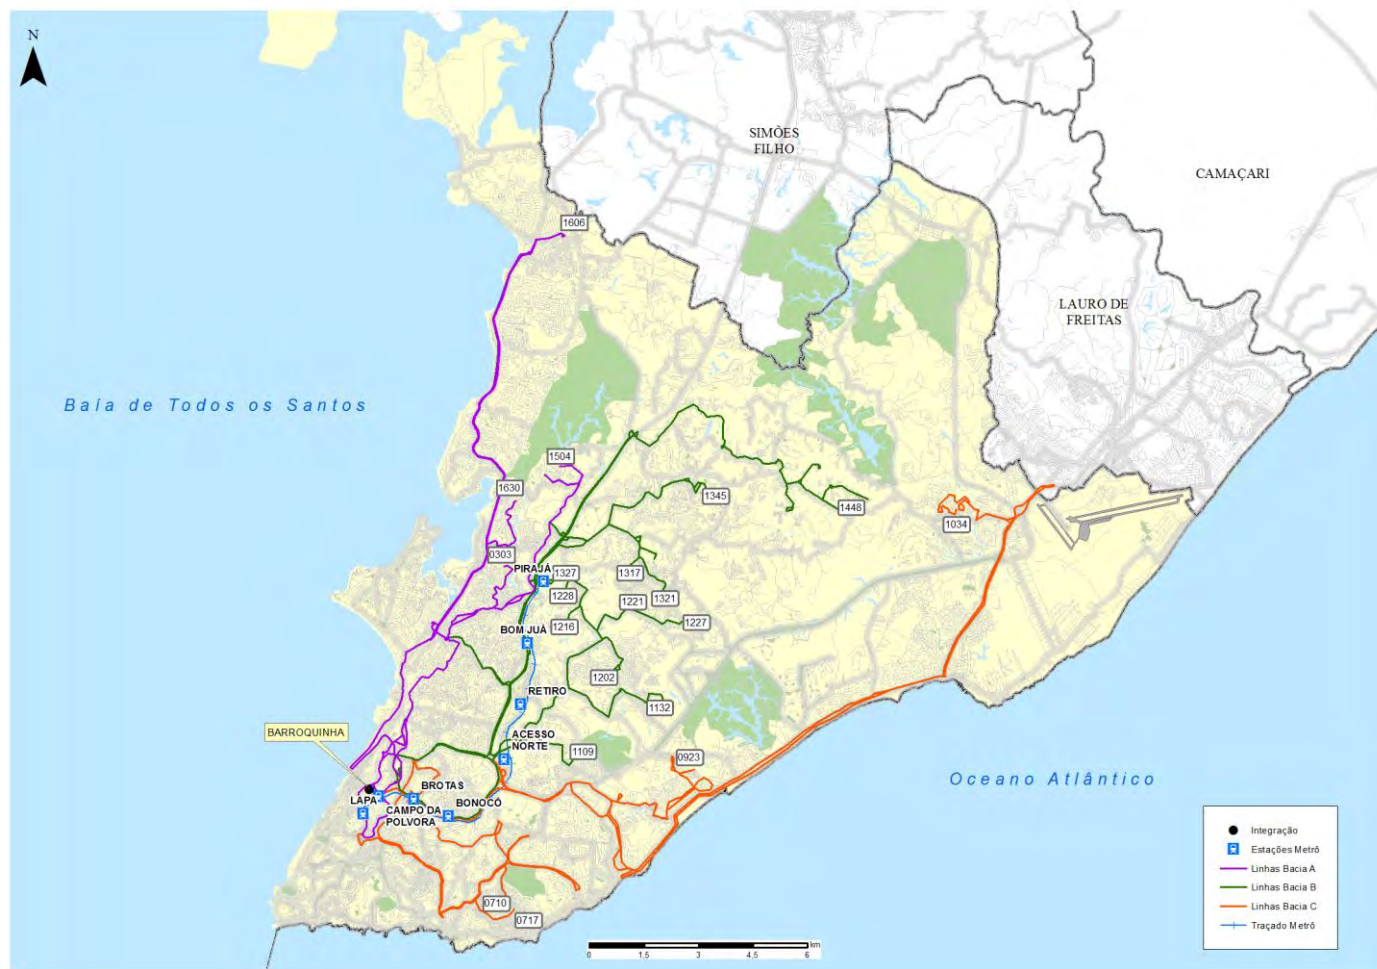 N
SIMÕES
FILHO
CAMAÇARI
1606
LAURO DE
FREITAS
Baía de Todos os Santos
1504
1630
1345
1448
1034
0303
PIRAJÁ
1327
1317
1228
1221
1321
1216
1227
BOM JUÁ
1202
RETIRO
1132
BARROQUINHA
ACESSO
NORTE
1109
0923
Oceano Atlântico
BROTAS
LAPA
CAMPO DA
POLVORA
BONOCÔ
0710
0717
Integração
Estações Metrô
Linhas Bacia A
Linhas Bacia B
Linhas Bacia C
Traçado Metrô
km
0 1,5 3 4,5 6